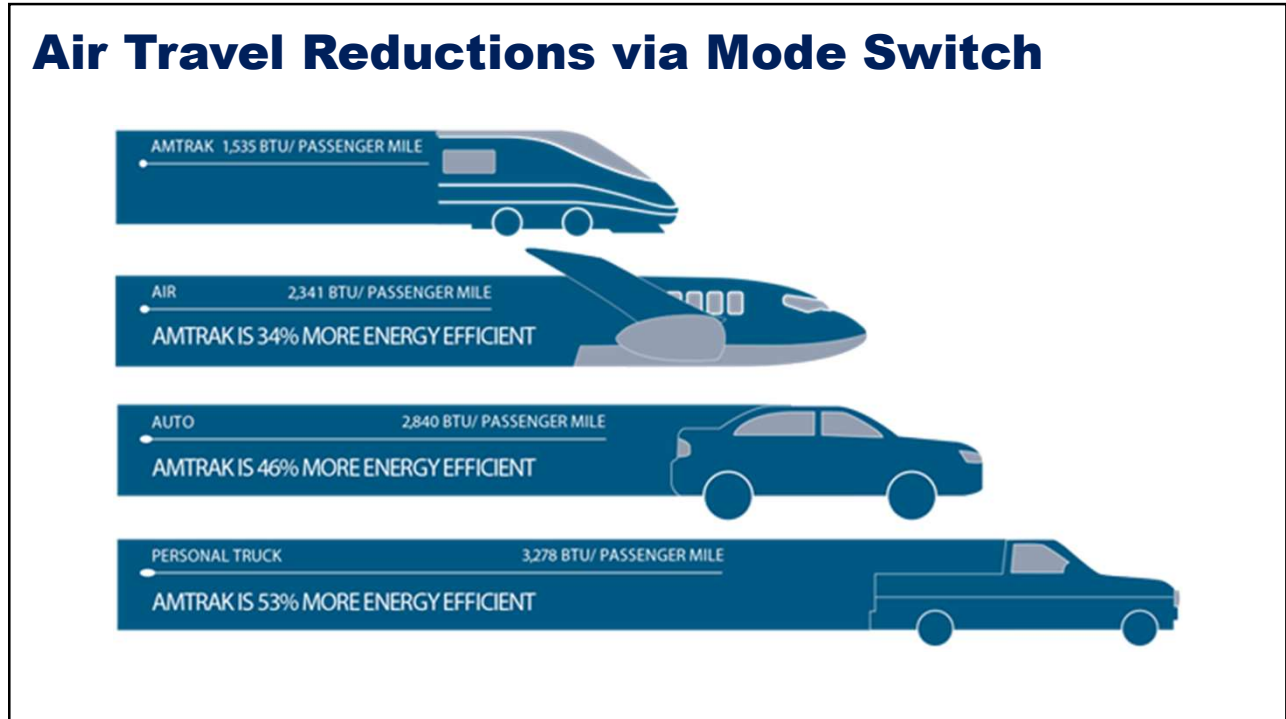 Air Travel Reductions via Mode Switch
AMTRAK 1,535 BTU/ PASSENGER MILE
AIR 2,341 BTU/ PASSENGER MILE
AMTRAK IS 34% MORE ENERGY EFFICIENT
AUTO 2,840 BTU/ PASSENGER MILE
AMTRAK IS 46% MORE ENERGY EFFICIENT
PERSONAL TRUCK 3,278 BTU/ PASSENGER MILE
AMTRAK IS 53% MORE ENERGY EFFICIENT